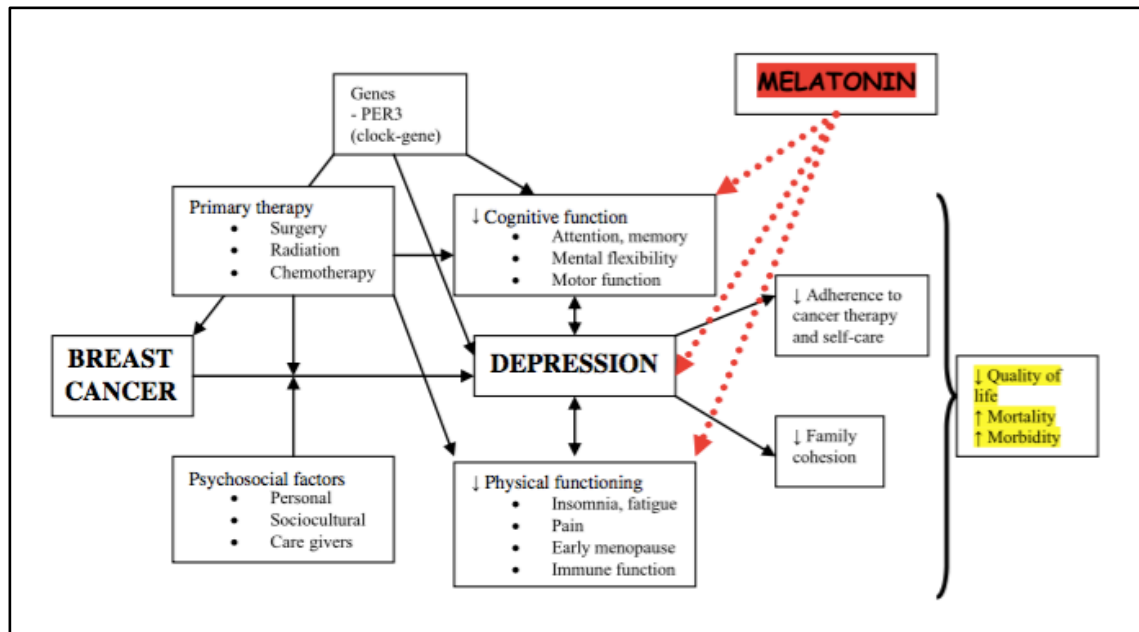 MELATONIN
Genes
- PER3
(clock-gene)
Primary therapy
• Surgery
• Radiation
• Chemotherapy
↓ Cognitive function
• Attention, memory
• Mental flexibility
• Motor function
↓ Adherence to
cancer therapy
and self-care
BREAST
CANCER
DEPRESSION
↓ Quality of
life
↑ Mortality
↑ Morbidity
↓ Family
cohesion
Psychosocial factors
• Personal
• Sociocultural
• Care givers
↓ Physical functioning
• Insomnia, fatigue
• Pain
• Early menopause
• Immune function